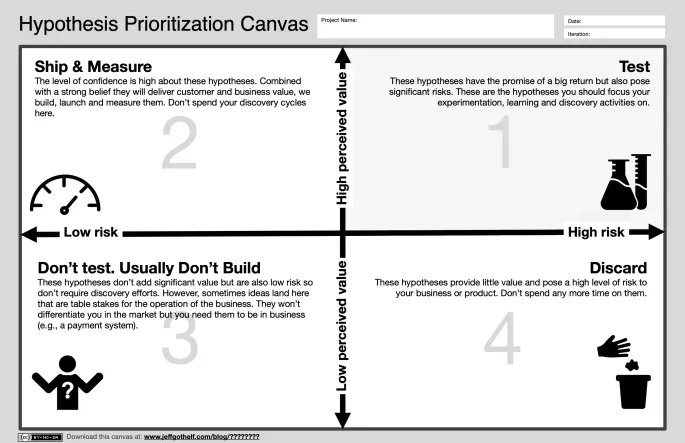 Hypothesis Prioritization Canvas
Project Name:
Date:
Iteration:
Ship & Measure
The level of confidence is high about these hypotheses. Combined
with a strong belief they will deliver customer and business value, we
build, launch and measure them. Don't spend your discovery cycles
here.
2
Test
These hypotheses have the promise of a big return but also pose
significant risks. These are the hypotheses you should focus your
experimentation, learning and discovery activities on.
1
High perceived value
Low risk
High risk
Low perceived value
Don't test. Usually Don't Build
These hypotheses don't add significant value but are also low risk so
don't require discovery efforts. However, sometimes ideas land here
that are table stakes for the operation of the business. They won't
differentiate you in the market but you need them to be in business
(e.g., a payment system).
3
?
Discard
These hypotheses provide little value and pose a high level of risk to
your business or product. Don't spend any more time on them.
4
cc BY-NC-SA Download this canvas at: www.jeffgothelf.com/blog/????????